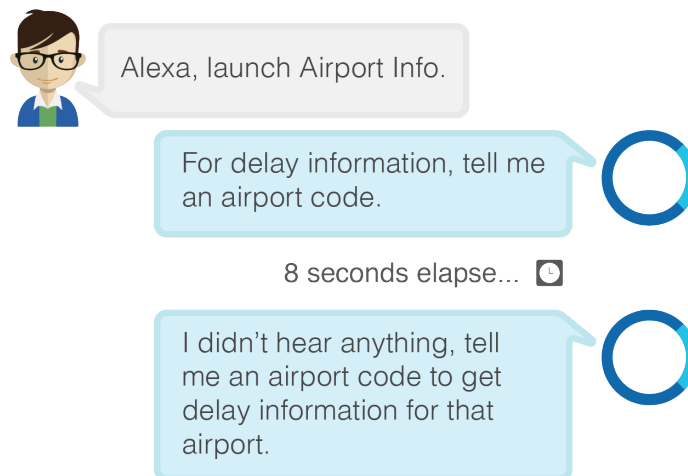 Alexa, launch Airport Info.
For delay information, tell me
an airport code.
8 seconds elapse...
I didn’t hear anything, tell
me an airport code to get
delay information for that
airport.